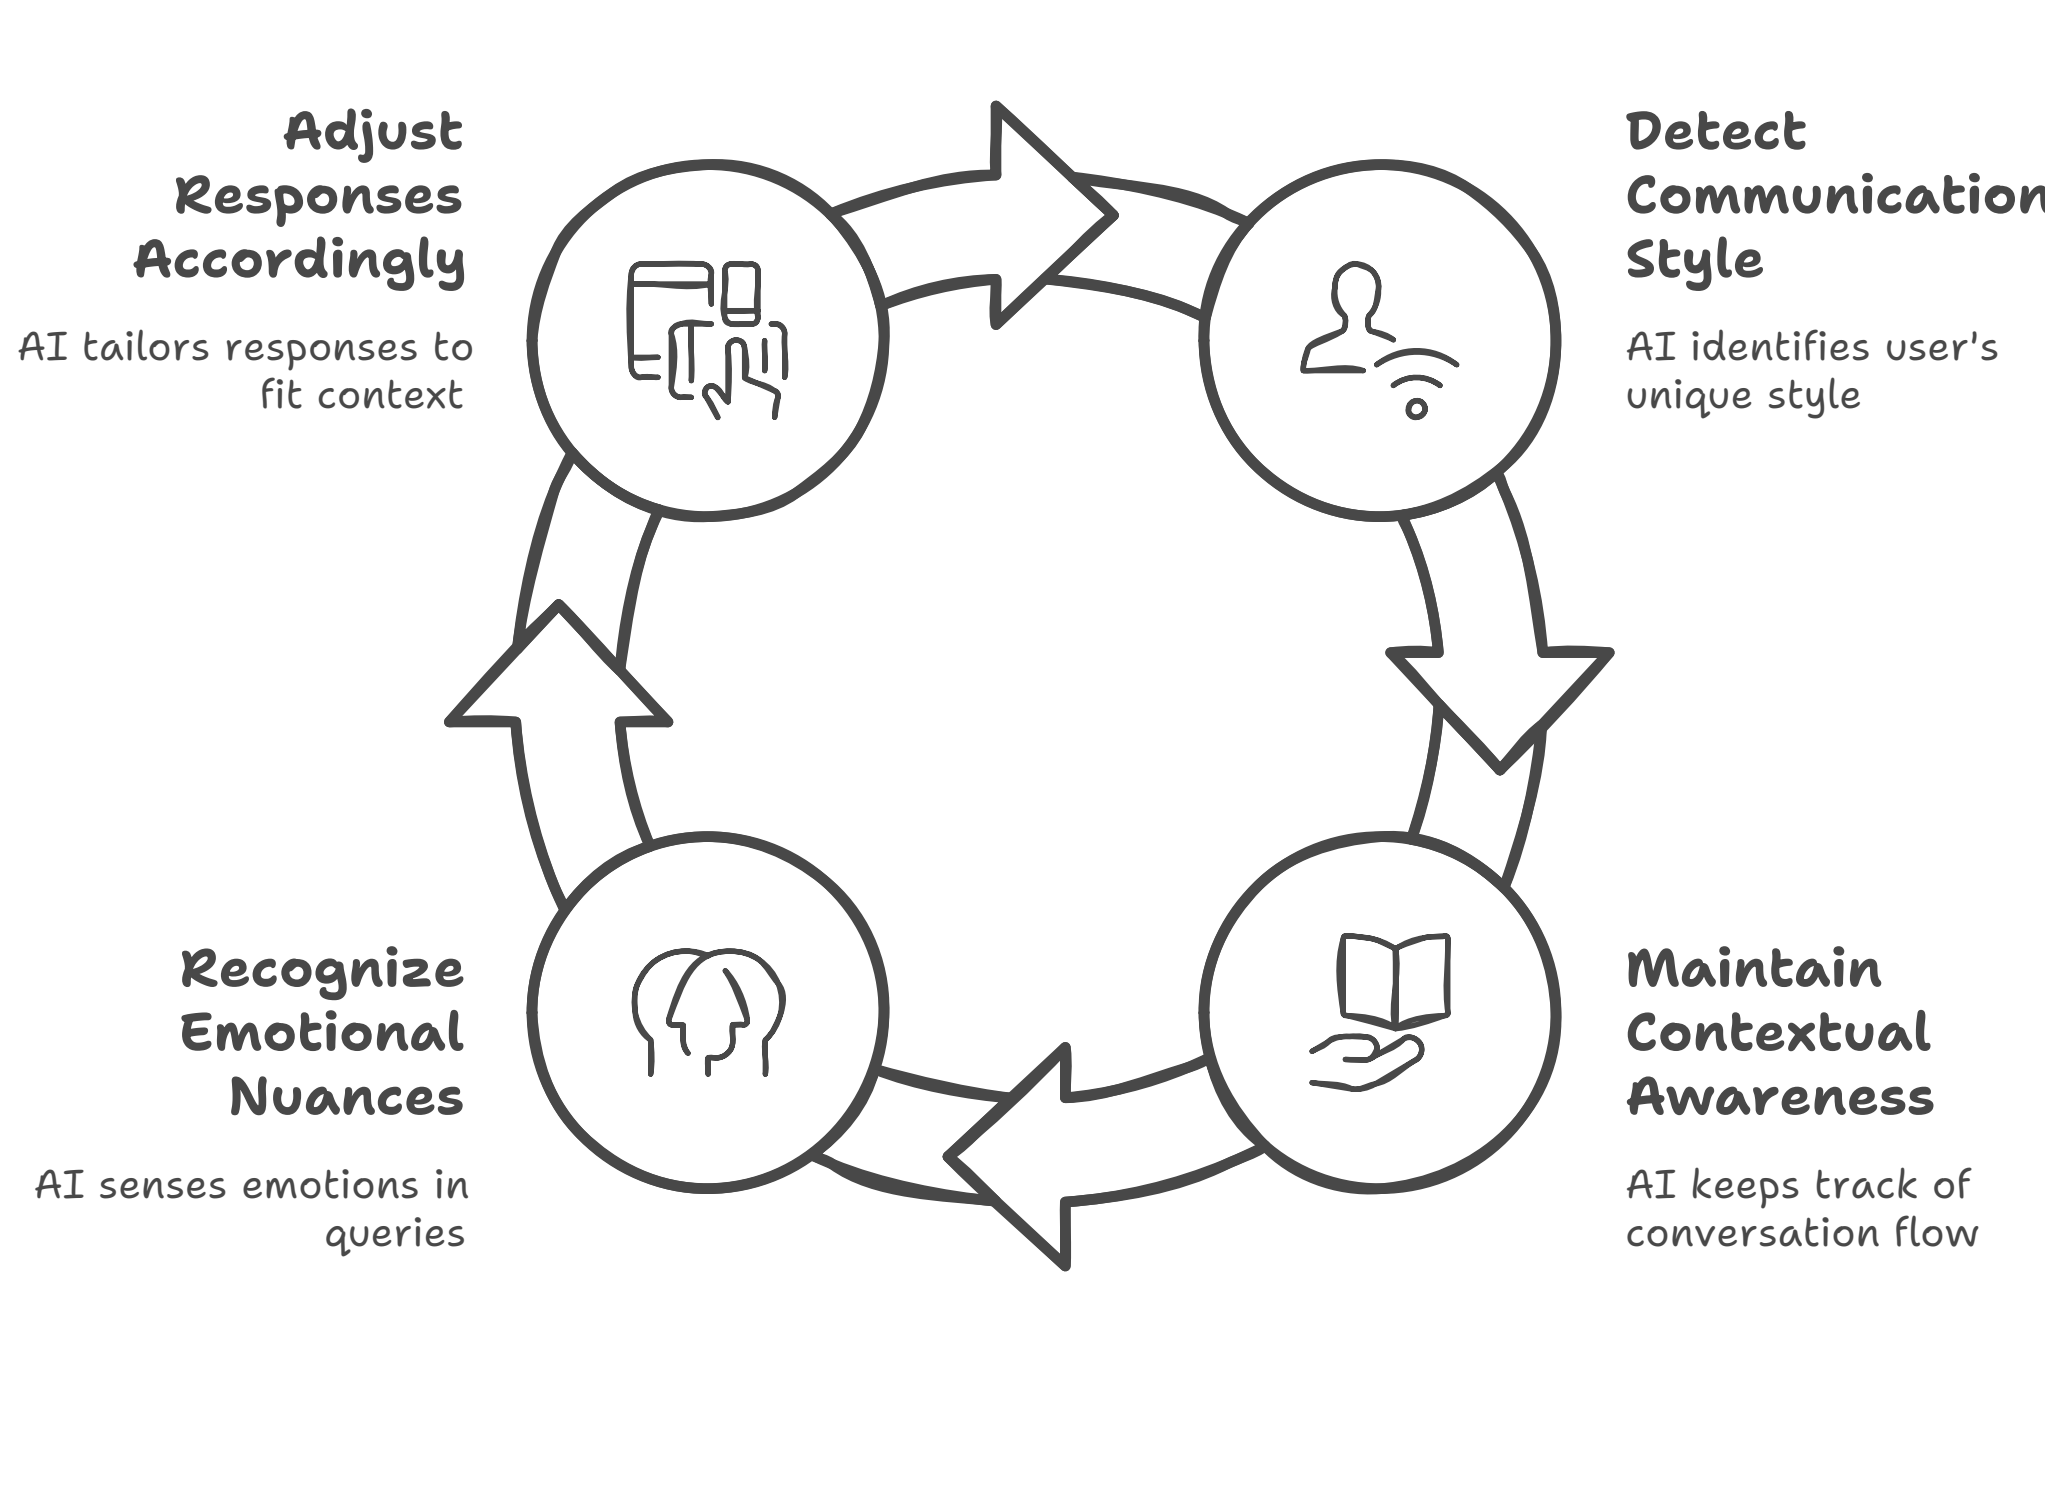 Adjust
Responses
Accordingly
AI tailors responses to
fit context
Detect
Communication
Style
AI identifies user's
unique style
Recognize
Emotional
Nuances
AI senses emotions in
queries
Maintain
Contextual
Awareness
AI keeps track of
conversation flow